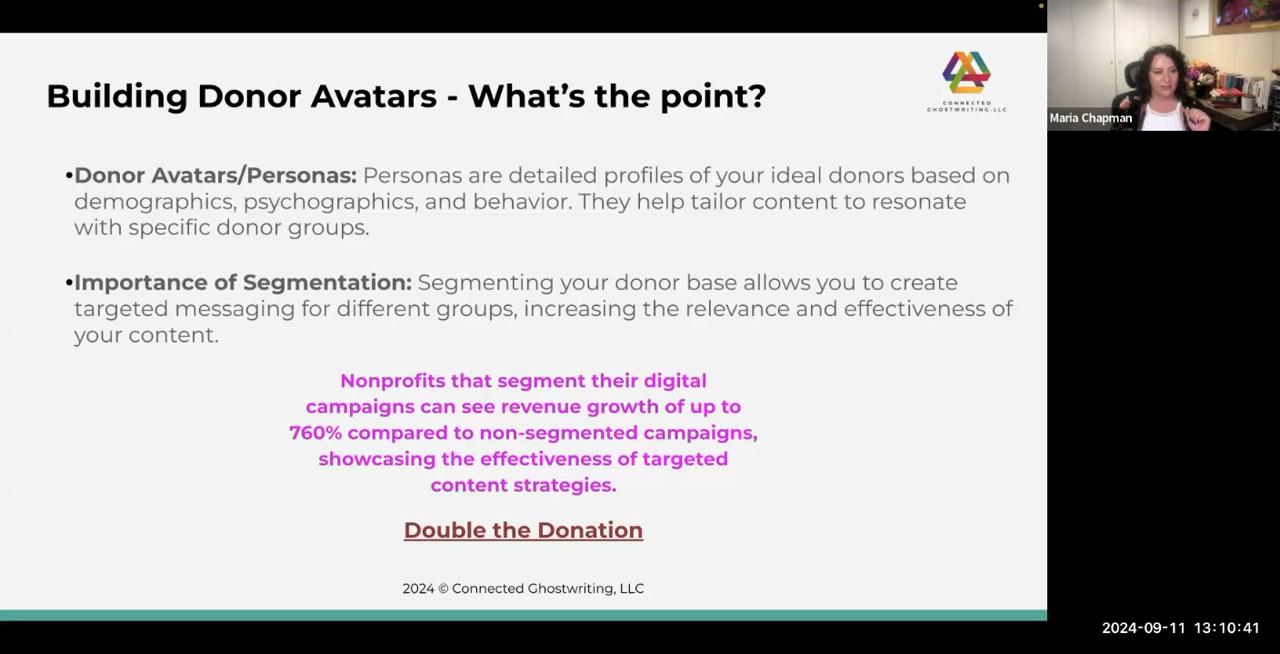 Building Donor Avatars - What's the point?
CONNECTED
GHOSTWRITING, LLC
Maria Chapman
•Donor Avatars/Personas: Personas are detailed profiles of your ideal donors based on
demographics, psychographics, and behavior. They help tailor content to resonate
with specific donor groups.
•Importance of Segmentation: Segmenting your donor base allows you to create
targeted messaging for different groups, increasing the relevance and effectiveness of
your content.
Nonprofits that segment their digital
campaigns can see revenue growth of up to
760% compared to non-segmented campaigns,
showcasing the effectiveness of targeted
content strategies.
Double the Donation
2024 © Connected Ghostwriting, LLC
2024-09-11 13:10:41